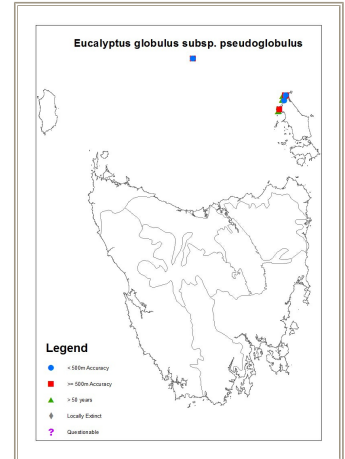 Eucalyptus globulus subsp. pseudoglobulus
Legend
< 500m Accuracy
>= 500m Accuracy
> 50 years
Locally Extinct
? Questionable